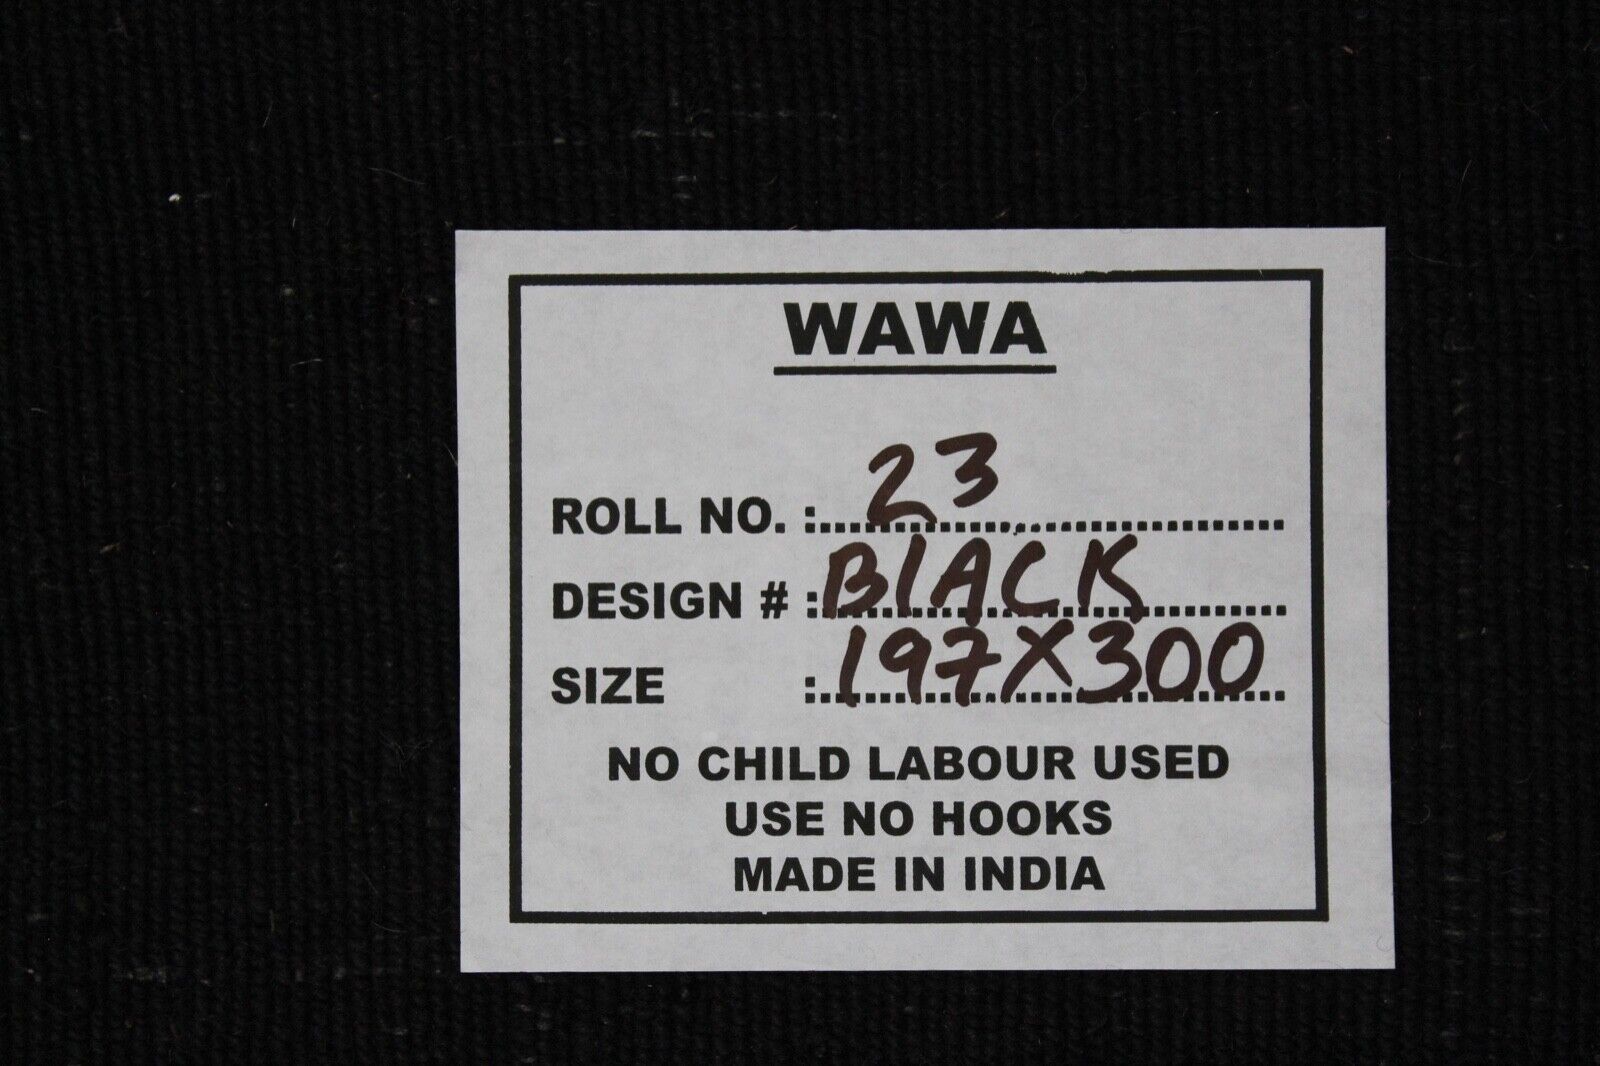 WAWA
ROLL NO. :........23........
DESIGN # :BlACK........
SIZE :197X300........
NO CHILD LABOUR USED
USE NO HOOKS
MADE IN INDIA